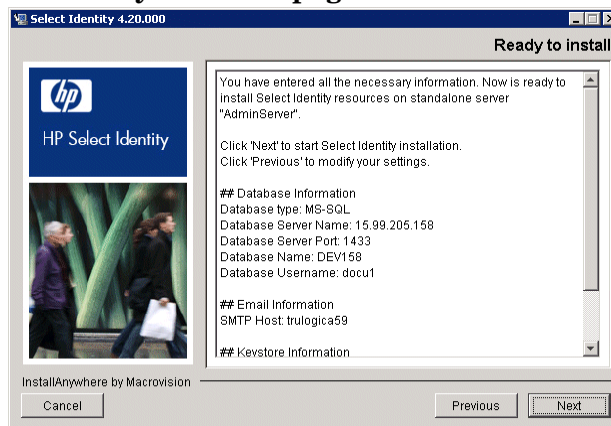 Select Identity 4.20.000
Ready to install
hp
HP Select Identity
You have entered all the necessary information. Now is ready to
install Select Identity resources on standalone server
"AdminServer".
Click 'Next' to start Select Identity installation.
Click 'Previous' to modify your settings.
## Database Information
Database type: MS-SQL
Database Server Name: 15.99.205.158
Database Server Port: 1433
Database Name: DEV158
Database Username: docu1
## Email Information
SMTP Host: trulogica59
## Keystore Information
InstallAnywhere by Macrovision
Cancel
Previous
Next